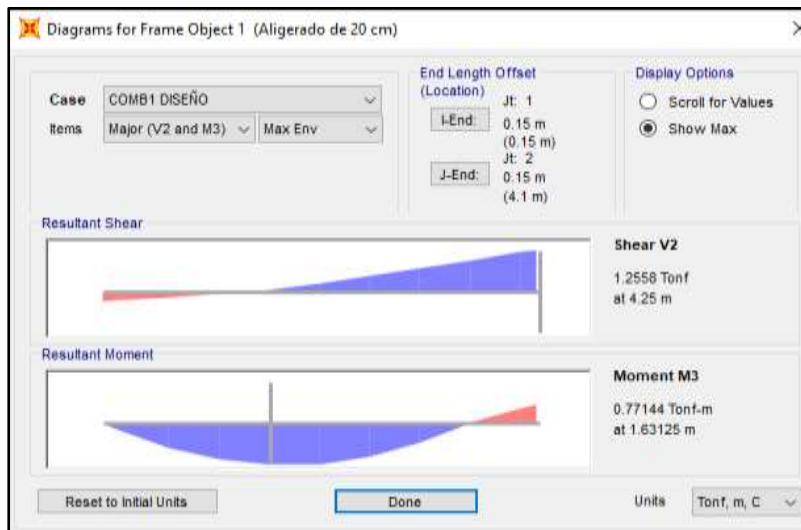 Diagrams for Frame Object 1 (Aligerado de 20 cm)
Case COMB1 DISEÑO
Items Major (V2 and M3) Max Env
End Length Offset
(Location)
Jt: 1
I-End: 0.15 m
(0.15 m)
Jt: 2
J-End: 0.15 m
(4.1 m)
Display Options
Scroll for Values
Show Max
Resultant Shear
Shear V2
1.2558 Tonf
at 4.25 m
Resultant Moment
Moment M3
0.77144 Tonf-m
at 1.63125 m
Reset to Initial Units
Done
Units Tonf, m, C